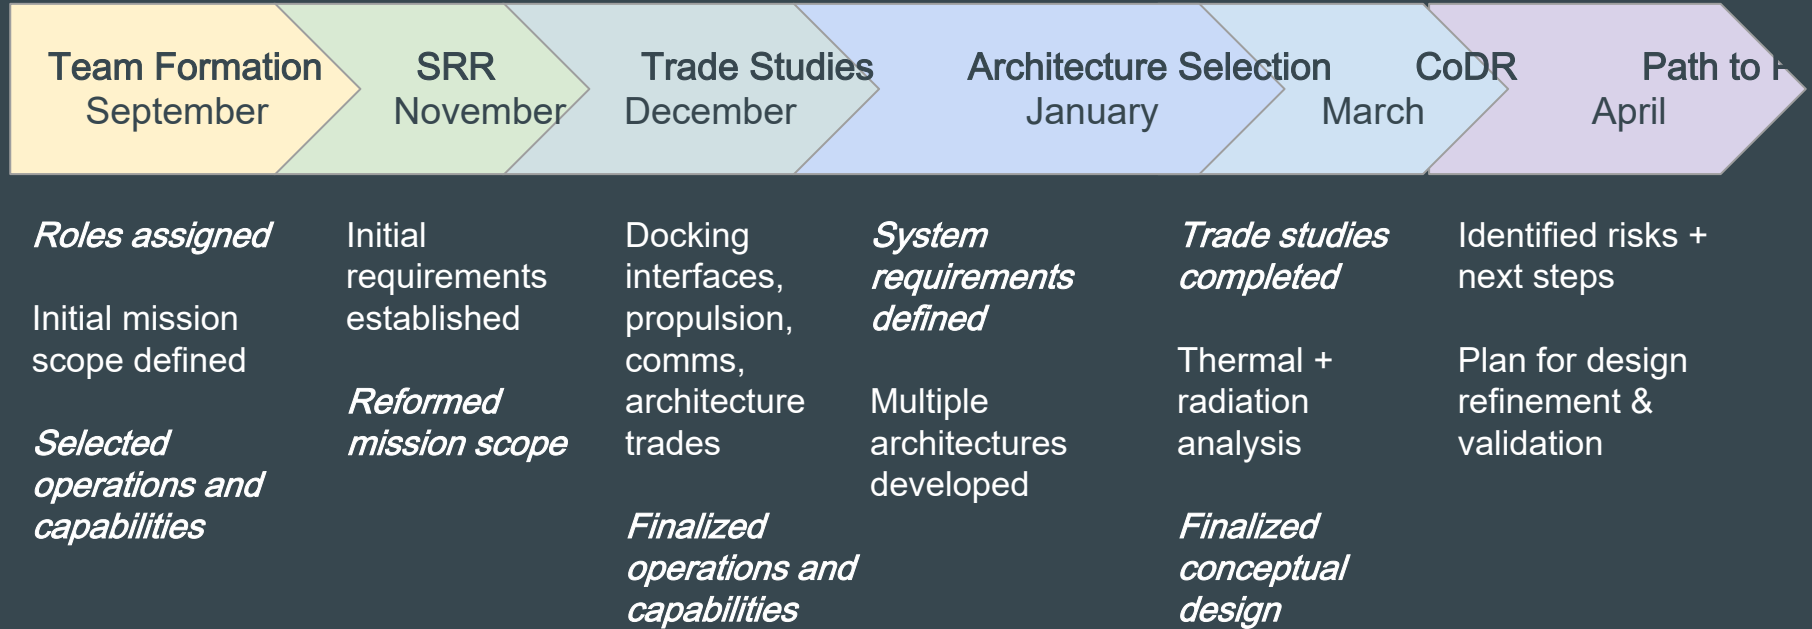 Team Formation
September
SRR
November
Trade Studies
December
Architecture Selection
January
CoDR
March
Path to
April
Roles assigned
Initial mission
scope defined
Selected
operations and
capabilities
Initial
requirements
established
Reformed
mission scope
Docking
interfaces,
propulsion,
comms,
architecture
trades
Finalized
operations and
capabilities
System
requirements
defined
Multiple
architectures
developed
Trade studies
completed
Thermal +
radiation
analysis
Finalized
conceptual
design
Identified risks +
next steps
Plan for design
refinement &
validation